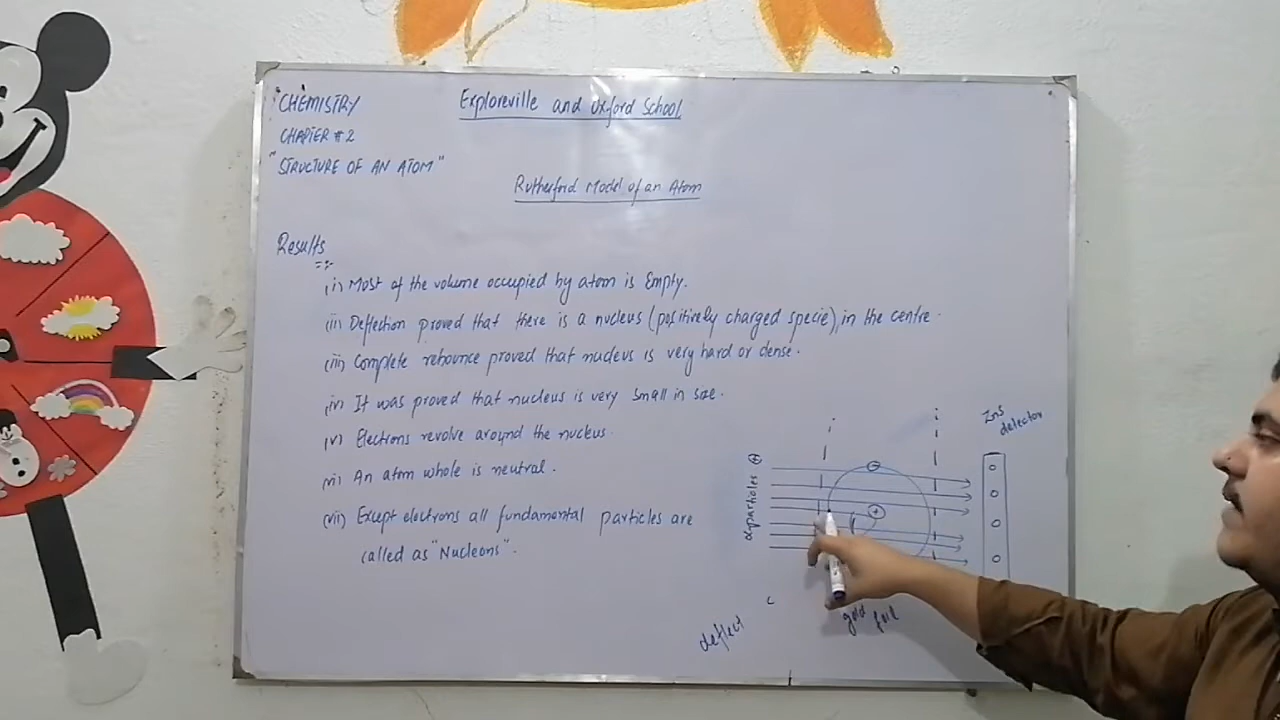 CHEMISTRY
Exploreville and Oxford School
CHAPTER # 2
"STRUCTURE OF AN ATOM"
Rutherford Model of an Atom
Results
(i) Most of the volume occupied by atom is Empty.
(ii) Deflection proved that there is a nucleus (positively charged specie), in the centre.
(iii) Complete rebounce proved that nucleus is very hard or dense.
(iv) It was proved that nucleus is very small in size.
(v) Electrons revolve around the nucleus.
(vi) An atom whole is neutral.
(vii) Except electrons all fundamental particles are
called as "Nucleons".
ZnS
detector
α particles +
-
+
gold foil
deflect